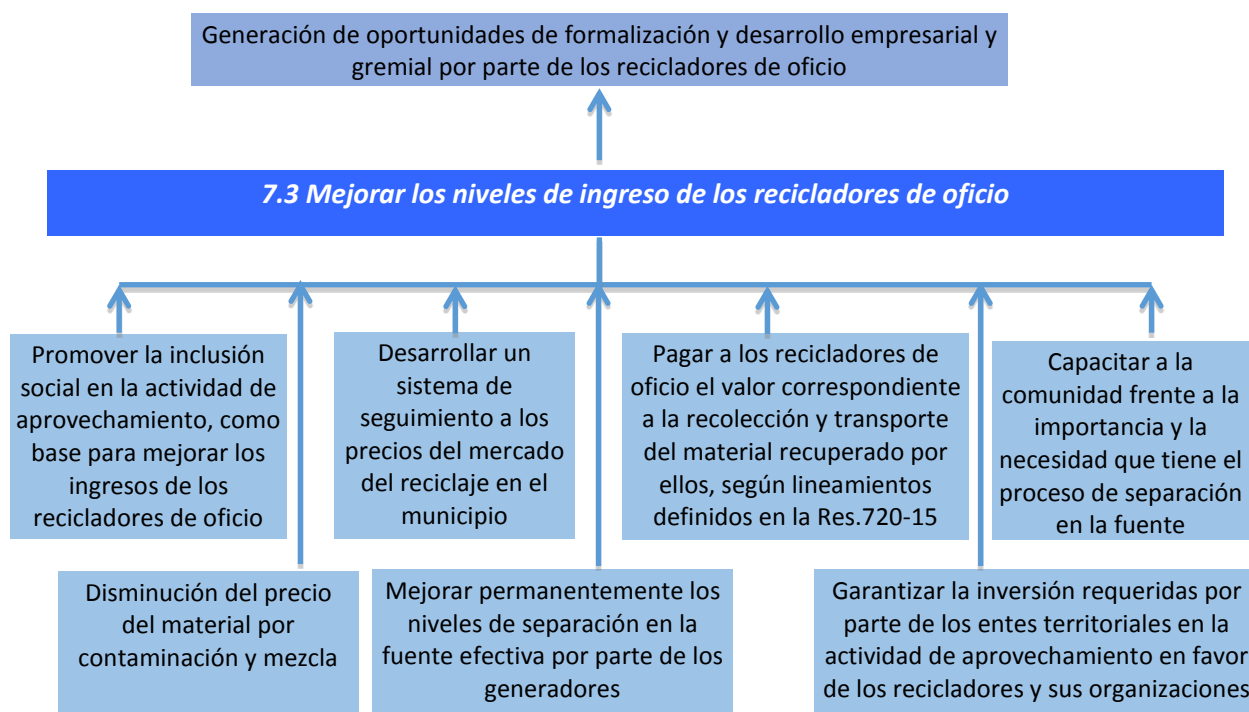 Generación de oportunidades de formalización y desarrollo empresarial y
gremial por parte de los recicladores de oficio
7.3 Mejorar los niveles de ingreso de los recicladores de oficio
Promover la inclusión
social en la actividad de
aprovechamiento, como
base para mejorar los
ingresos de los
recicladores de oficio
Desarrollar un
sistema de
seguimiento a los
precios del mercado
del reciclaje en el
municipio
Pagar a los recicladores de
oficio el valor correspondiente
a la recolección y transporte
del material recuperado por
ellos, según lineamientos
definidos en la Res.720-15
Capacitar a la
comunidad frente a la
importancia y la
necesidad que tiene el
proceso de separación
en la fuente
Disminución del precio
del material por
contaminación y mezcla
Mejorar permanentemente los
niveles de separación en la
fuente efectiva por parte de los
generadores
Garantizar la inversión requeridas por
parte de los entes territoriales en la
actividad de aprovechamiento en favor
de los recicladores y sus organizaciones